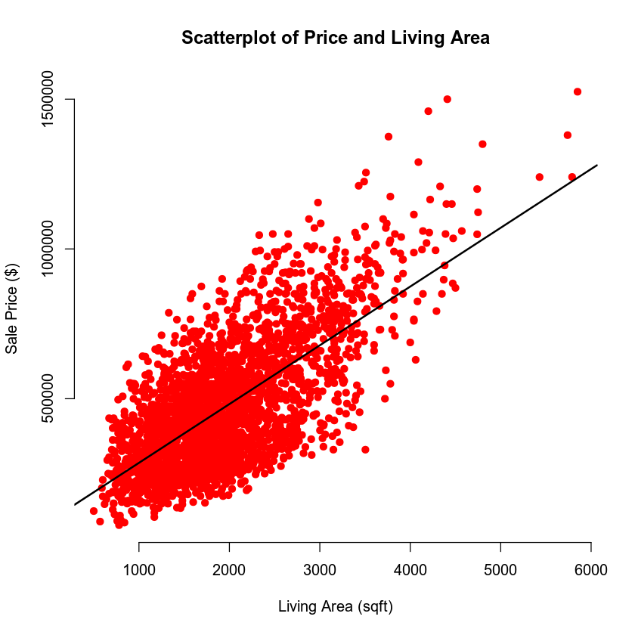 Scatterplot of Price and Living Area
Sale Price ($)
1500000
1000000
500000
1000 2000 3000 4000 5000 6000
Living Area (sqft)